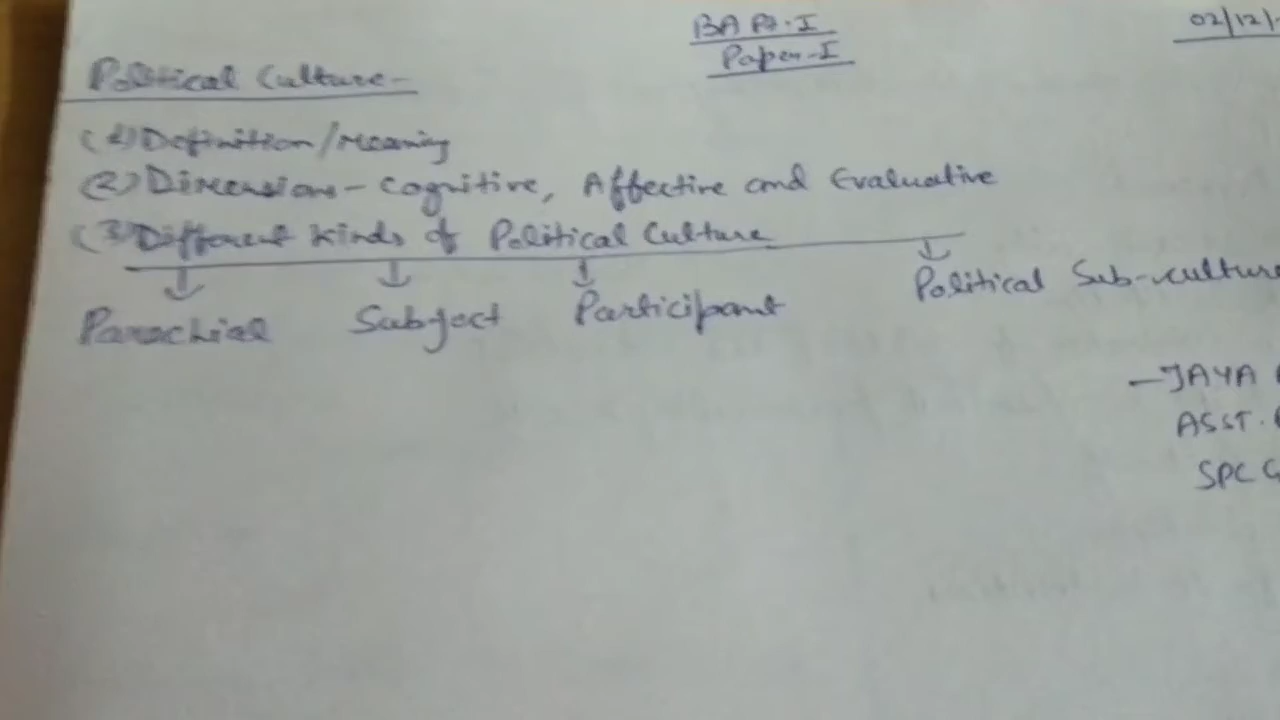 BA Pt. I
02/12/
Paper-I
Political Culture-
(1) Definition/Meaning
(2) Dimensions - Cognitive, Affective and Evaluative
(3) Different Kinds of Political Culture
Parochial Subject Participant Political Sub-culture
- JAYA
ASST.
SPC G